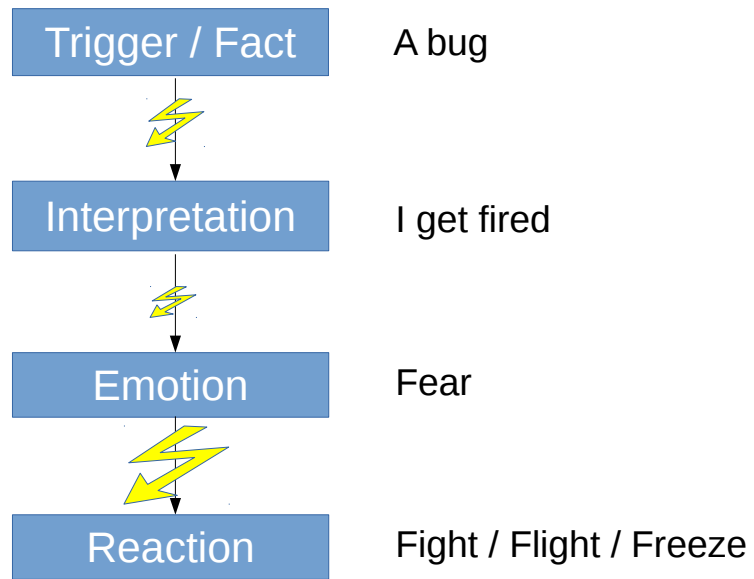 Trigger / Fact A bug
Interpretation I get fired
Emotion Fear
Reaction Fight / Flight / Freeze